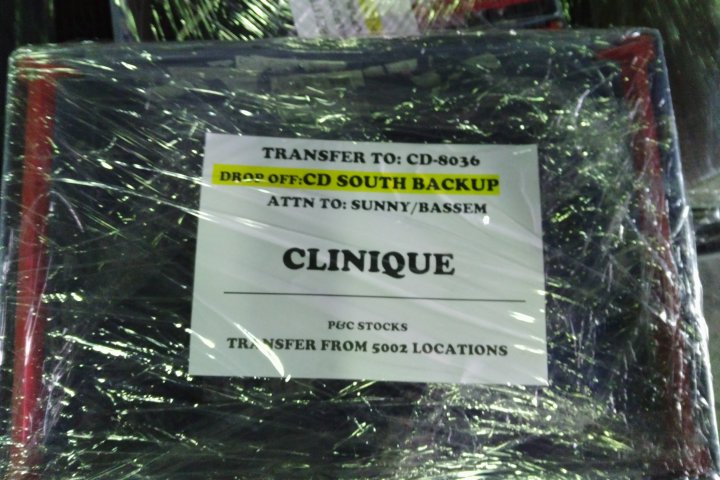 TRANSFER TO: CD-8036
DROP OFF:CD SOUTH BACKUP
ATTN TO: SUNNY/BASSEM
CLINIQUE
P&C STOCKS
TRANSFER FROM 5002 LOCATIONS